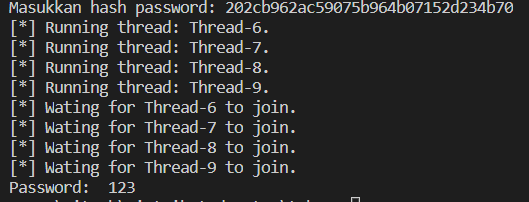 Masukkan hash password: 202cb962ac59075b964b07152d234b70
[*] Running thread: Thread-6.
[*] Running thread: Thread-7.
[*] Running thread: Thread-8.
[*] Running thread: Thread-9.
[*] Wating for Thread-6 to join.
[*] Wating for Thread-7 to join.
[*] Wating for Thread-8 to join.
[*] Wating for Thread-9 to join.
Password:  123